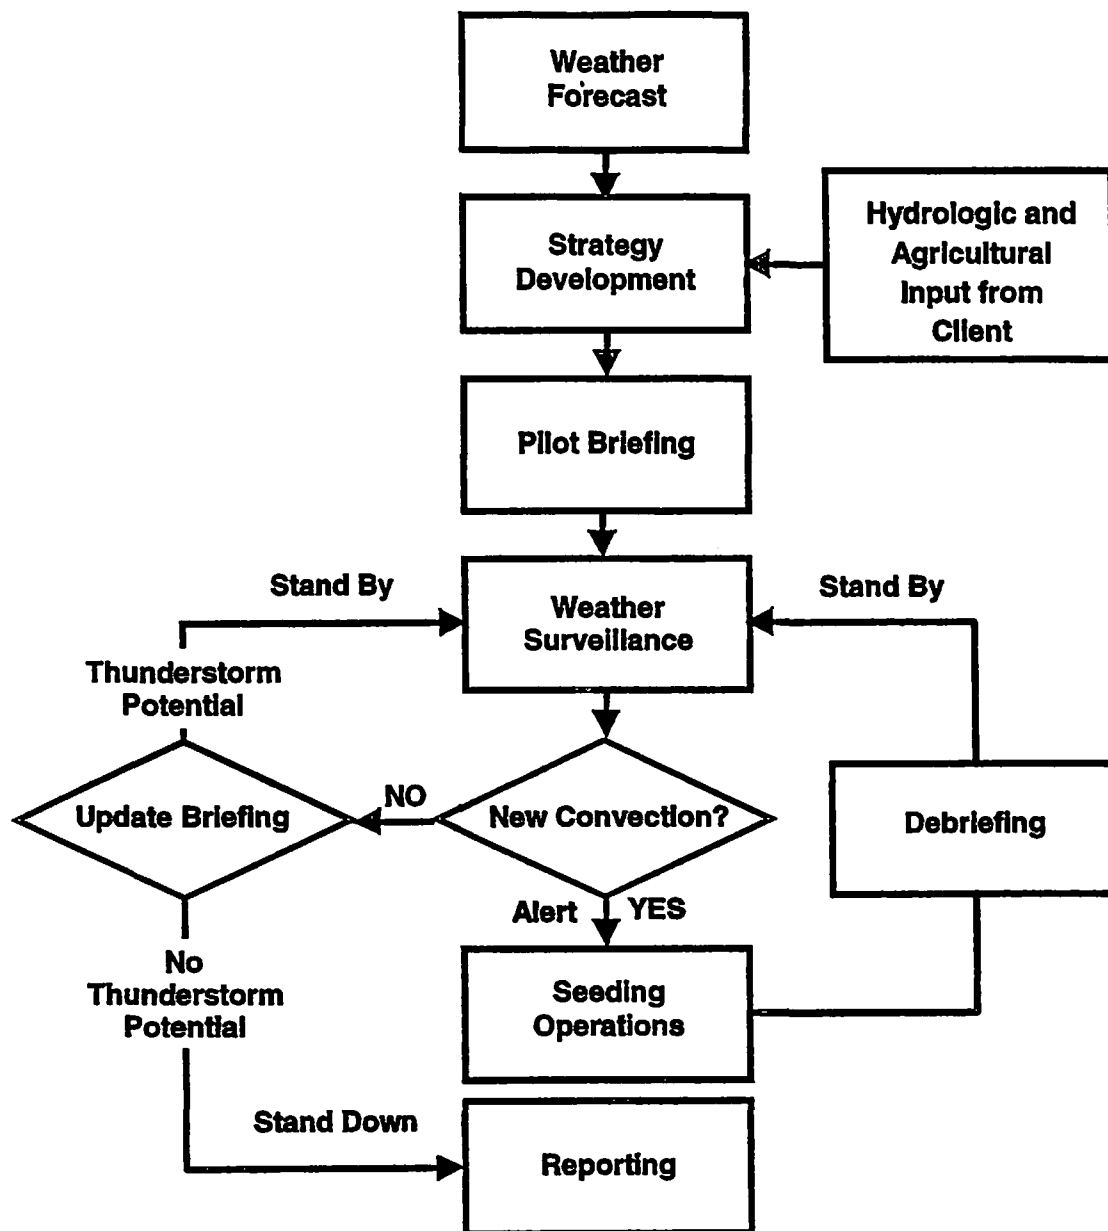 Weather
Forecast
Strategy
Development
Hydrologic and
Agricultural
Input from
Client
Pilot Briefing
Stand By
Weather
Surveillance
Stand By
Thunderstorm
Potential
Update Briefing
NO
New Convection?
Debriefing
Alert
YES
No
Thunderstorm
Potential
Seeding
Operations
Stand Down
Reporting